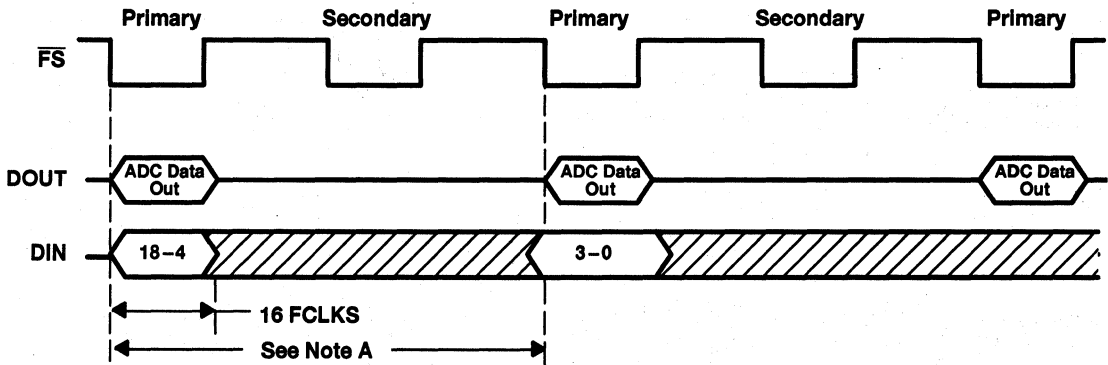 Primary Secondary Primary Secondary Primary
FS
DOUT
ADC Data
Out
ADC Data
Out
ADC Data
Out
DIN
18–4
3–0
16 FCLKS
See Note A